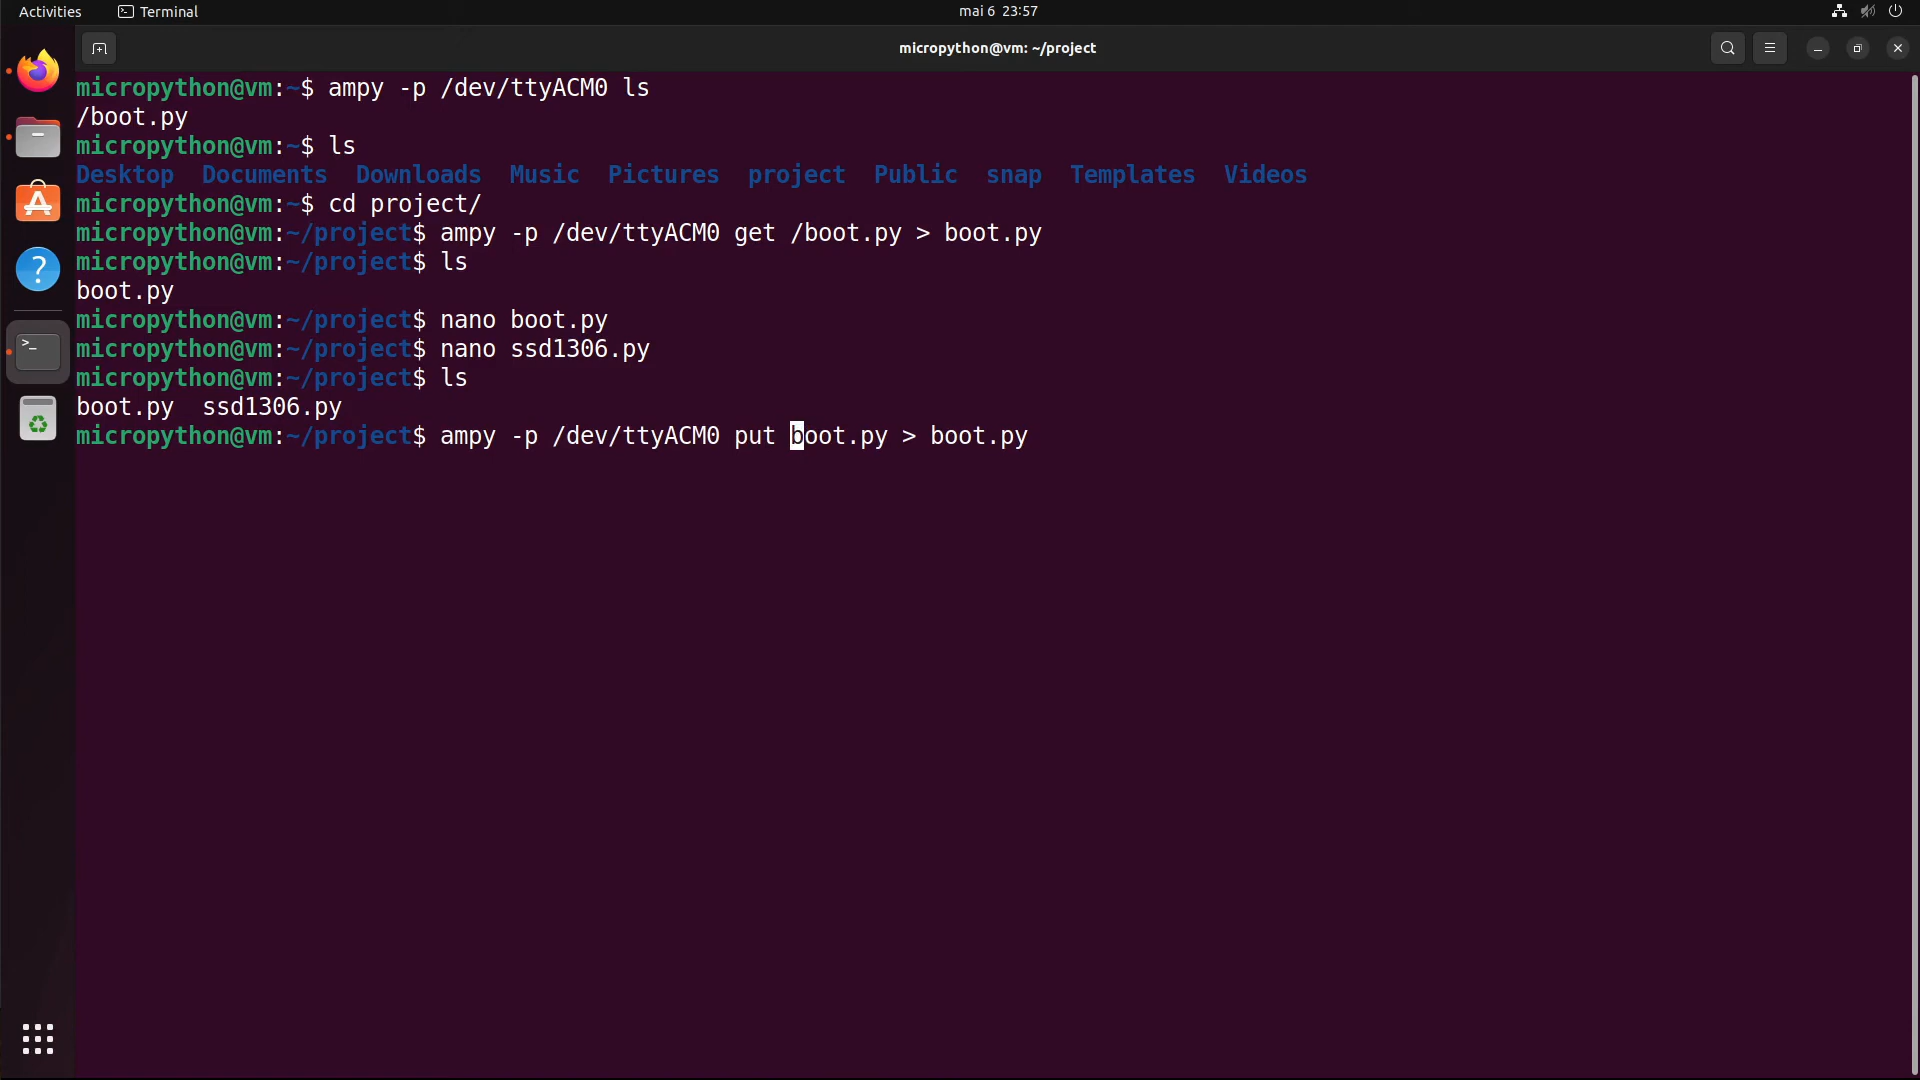 Activities Terminal mai 6 23:57
micropython@vm: ~/project
micropython@vm:~$ ampy -p /dev/ttyACM0 ls
/boot.py
micropython@vm:~$ ls
Desktop Documents Downloads Music Pictures project Public snap Templates Videos
micropython@vm:~$ cd project/
micropython@vm:~/project$ ampy -p /dev/ttyACM0 get /boot.py > boot.py
micropython@vm:~/project$ ls
boot.py
micropython@vm:~/project$ nano boot.py
micropython@vm:~/project$ nano ssd1306.py
micropython@vm:~/project$ ls
boot.py ssd1306.py
micropython@vm:~/project$ ampy -p /dev/ttyACM0 put boot.py > boot.py